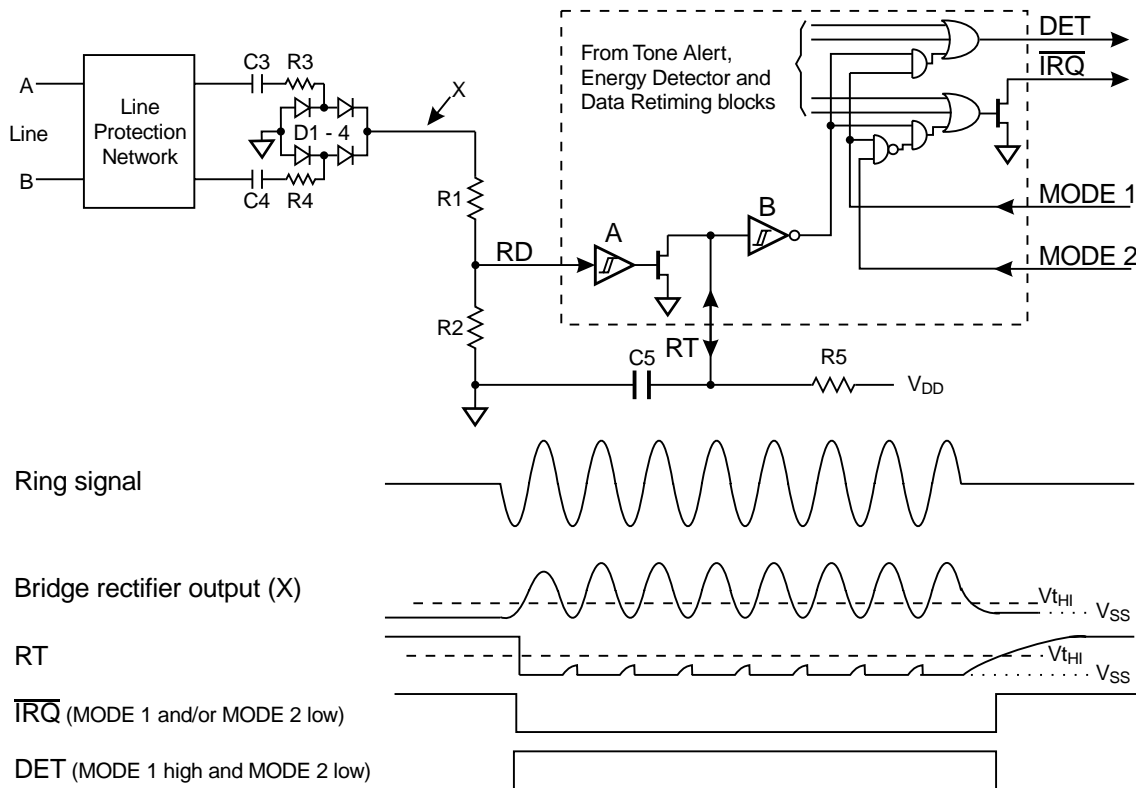 DET
IRQ
From Tone Alert,
Energy Detector and
Data Retiming blocks
C3
R3
X
A
Line
B
Line
Protection
Network
D1 - 4
C4
R4
R1
MODE 1
B
A
RD
MODE 2
R2
RT
C5
R5
VDD
Ring signal
Bridge rectifier output (X)
VtHI
VSS
RT
VtHI
VSS
IRQ (MODE 1 and/or MODE 2 low)
DET (MODE 1 high and MODE 2 low)